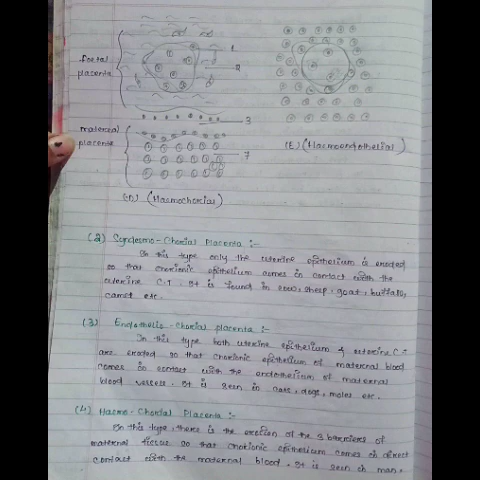 foetal
placenta
1
2
3
maternal
placenta
7
(D) (Haemochorial)
(E) (Haemoendothelial)
(2) Syndesmo-Chorial Placenta :-
In this type only the uterine epithelium is eroded
so that chorionic epithelium comes in contact with the
uterine C.T. It is found in cow, sheep, goat, buffalo,
camel etc.
(3) Endothelio-Chorial placenta :-
In this type both uterine epithelium & uterine C.T
are eroded so that chorionic epithelium of maternal blood
comes in contact with the endothelium of maternal
blood vessels. It is seen in cats, dogs, moles etc.
(4) Haemo-Chorial Placenta :-
In this type, there is the erosion of the 3 barriers of
maternal tissue so that chorionic epithelium comes in direct
contact with the maternal blood. It is seen in man,